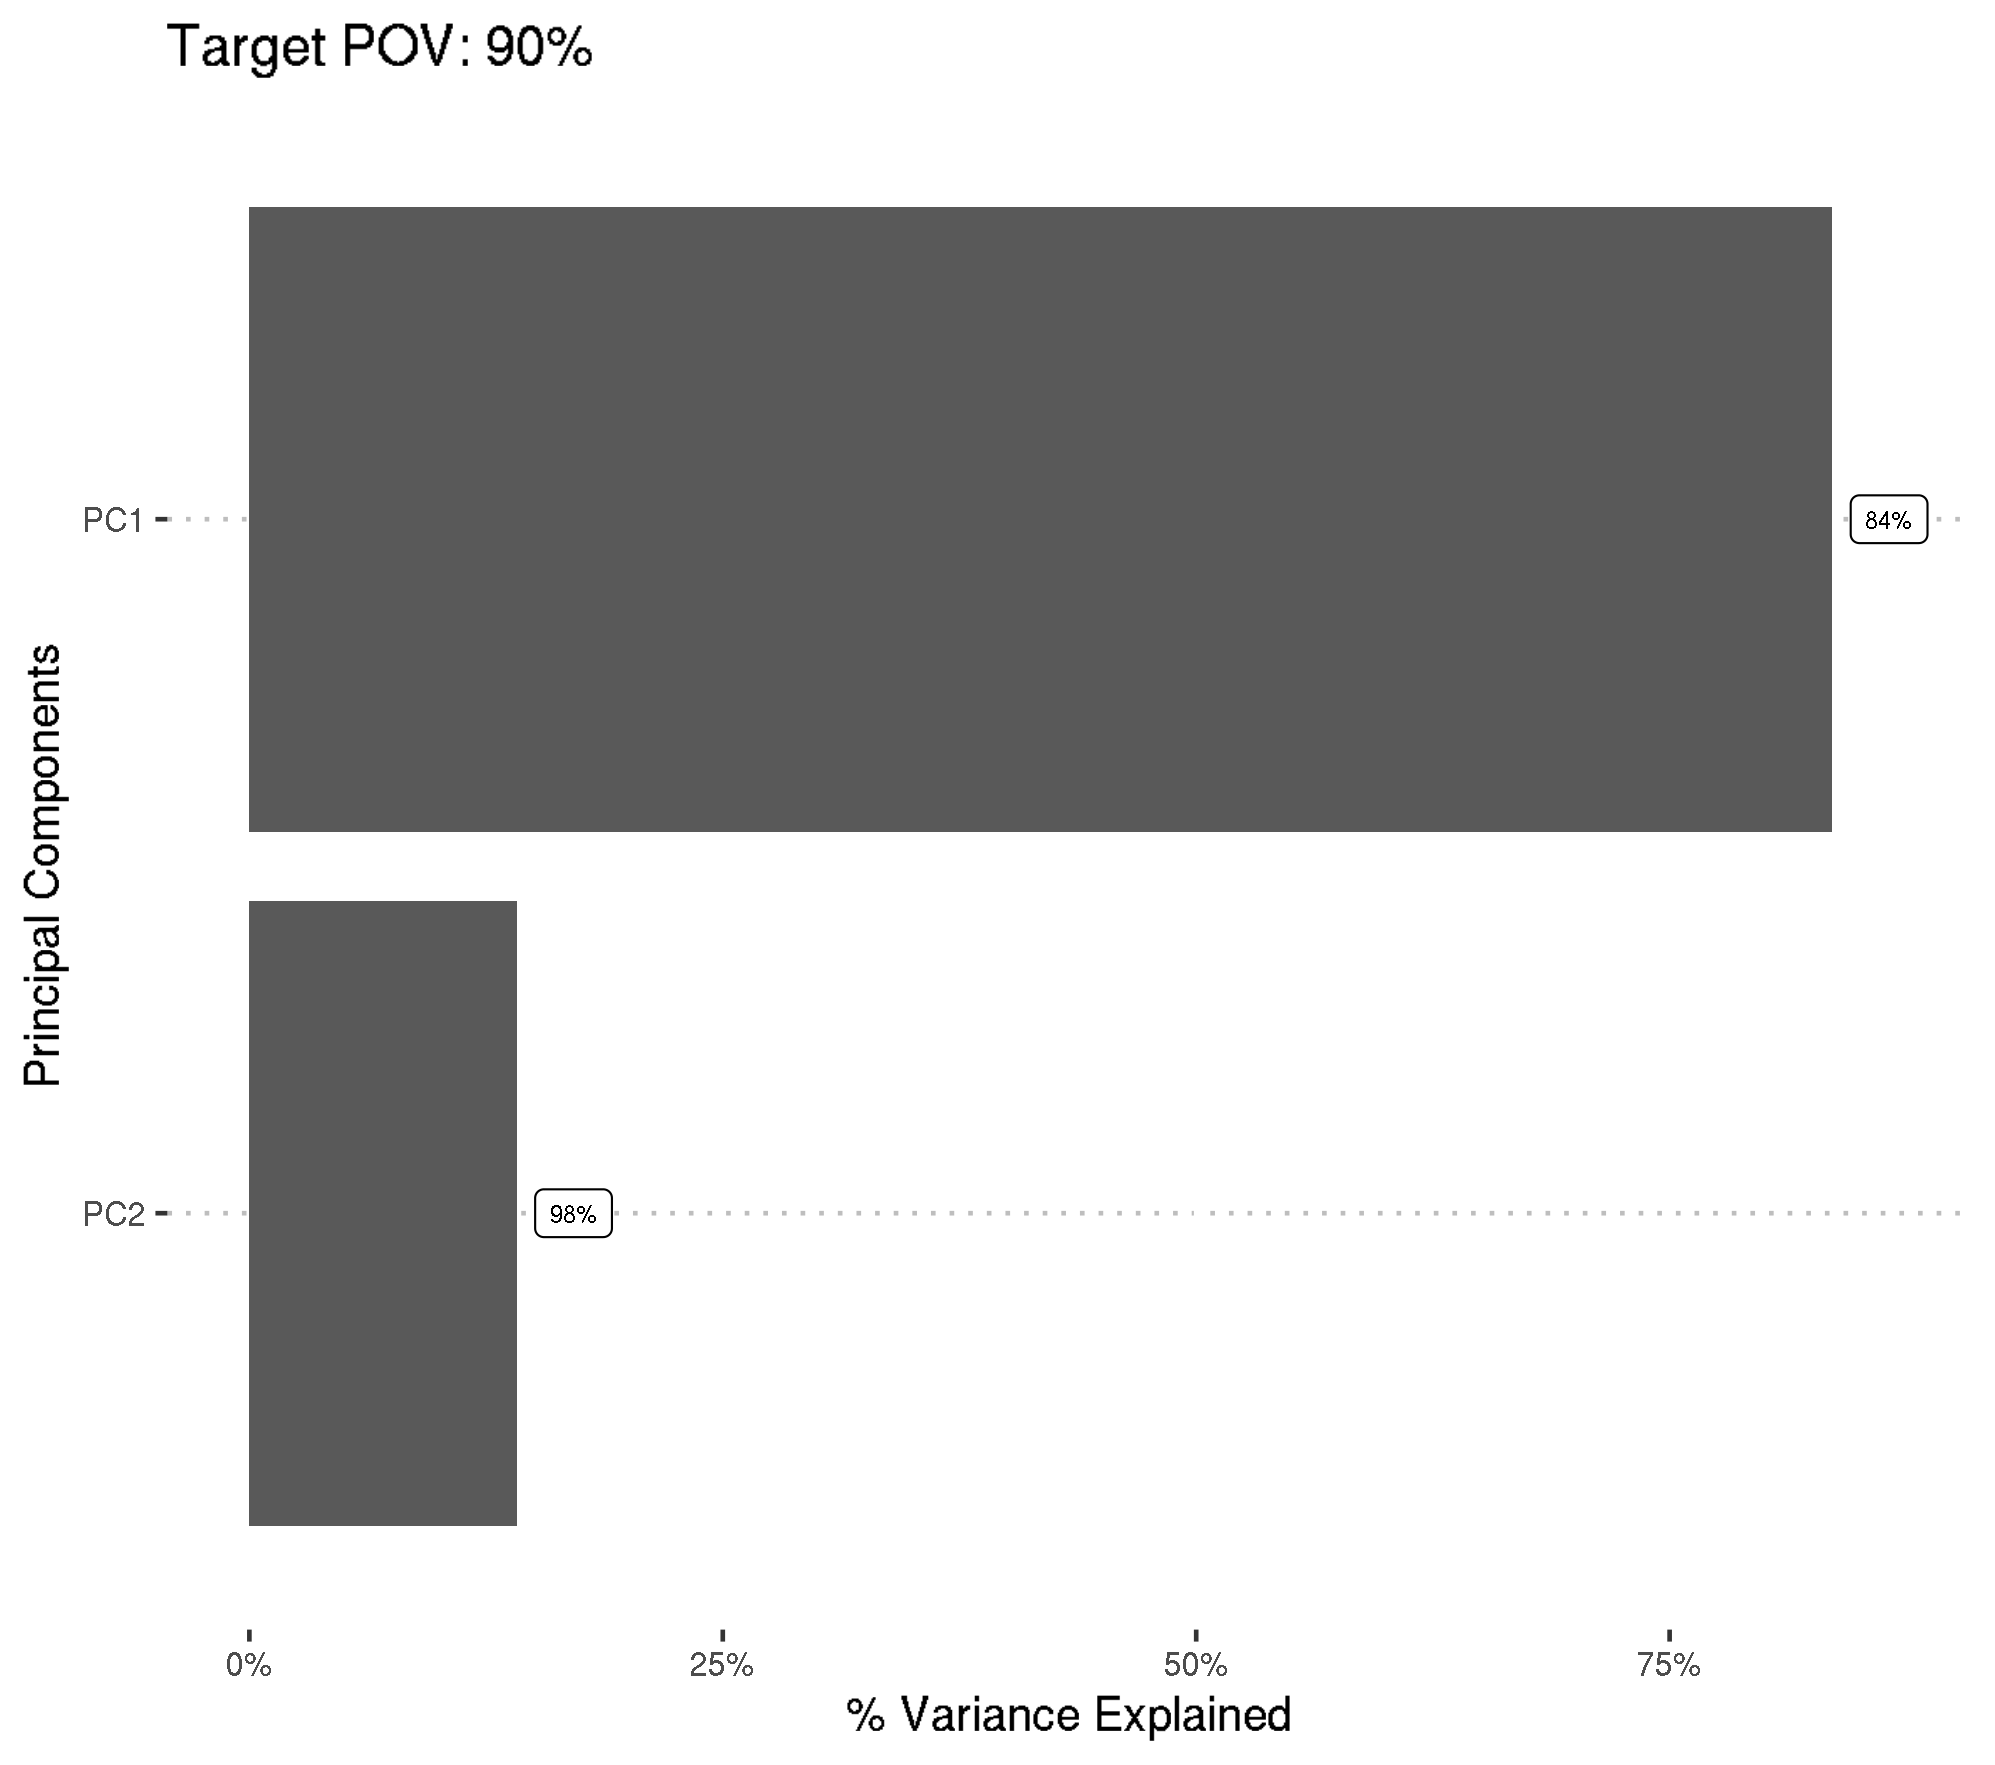 Target POV: 90%
PC1
84%
Principal Components
PC2
98%
0%
25%
50%
75%
% Variance Explained